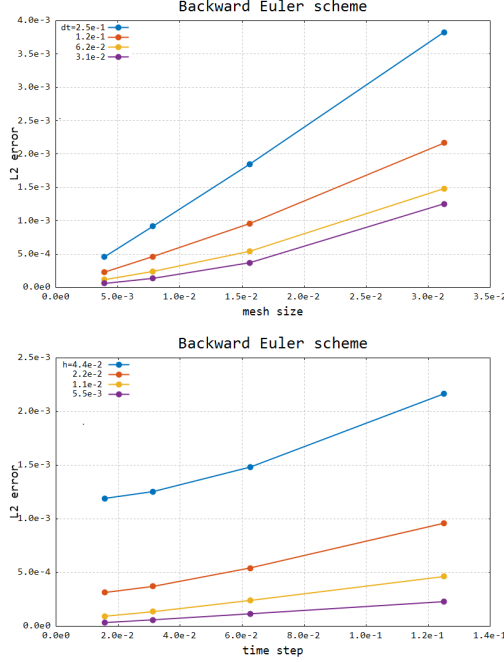 Backward Euler scheme
4.0e-3
dt=2.5e-1
1.2e-1
6.2e-2
3.1e-2
3.5e-3
3.0e-3
2.5e-3
2.0e-3
1.5e-3
1.0e-3
5.0e-4
0.0e0
L2 error
0.0e0 5.0e-3 1.0e-2 1.5e-2 2.0e-2 2.5e-2 3.0e-2 3.5e-2
mesh size
Backward Euler scheme
2.5e-3
h=4.4e-2
2.2e-2
1.1e-2
5.5e-3
2.0e-3
1.5e-3
1.0e-3
5.0e-4
0.0e0
L2 error
0.0e0 2.0e-2 4.0e-2 6.0e-2 8.0e-2 1.0e-1 1.2e-1 1.4e-1
time step